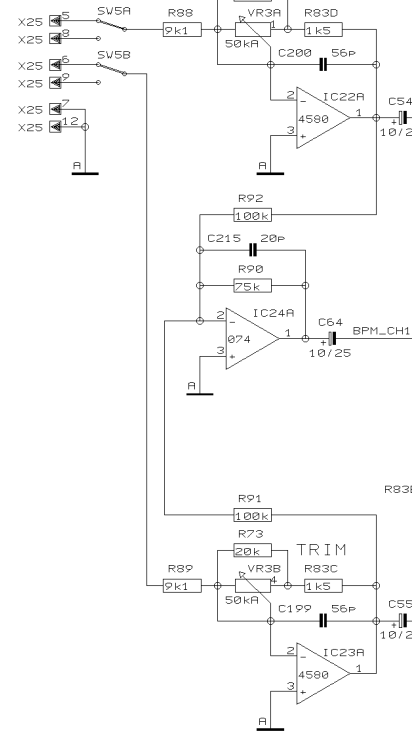 X25 5
SW5A
X25 8
SW5B
X25 6
X25 9
X25 7
X25 12
A
R88
9k1
VR3A
1
50kA
R83D
1k5
C200 56p
2
-
IC22A
4580
1
3
+
A
C54
10/2
R92
100k
C215 20p
R90
75k
2
-
IC24A
074
1
3
+
A
C64
+
10/25
BPM_CH1
R91
100k
R73
20k
TRIM
R89
9k1
VR3B
4
50kA
R83C
1k5
C199 56p
2
-
IC23A
4580
1
3
+
A
C55
+
10/2